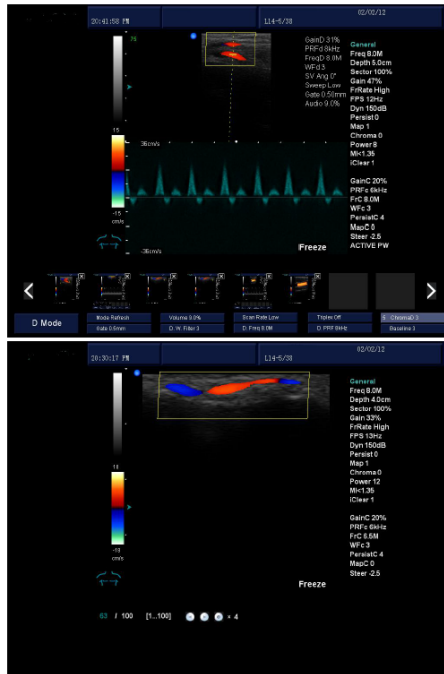 02/02/12
20:41:58 PM
L14-5/38
GainD 31%
PRFd 8kHz
FreqD 8.0M
WFd 3
SV Ang 0°
Sweep Low
Gate 0.50mm
Audio 9.0%
General
Freq 8.0M
Depth 5.0cm
Sector 100%
Gain 47%
FrRate High
FPS 12Hz
Dyn 150dB
Persist 0
Map 1
Chroma 0
Power 8
MI<1.35
iClear 1
GainC 20%
PRFc 6kHz
FrC 8.0M
WFc 3
PersistC 4
MapC 0
Steer -2.5
ACTIVE PW
15
-15
cm/s
36cm/s
-36cm/s
Freeze
D Mode
Mode Refresh
Volume 9.0%
Scan Rate Low
Triplex Off
ChromaD 3
Gate 0.5mm
D. W. Filter 3
D. Freq 8.0M
D. PRF 8kHz
Baseline 3
02/02/12
20:30:17 PM
L14-5/38
General
Freq 8.0M
Depth 4.0cm
Sector 100%
Gain 33%
FrRate High
FPS 13Hz
Dyn 150dB
Persist 0
Map 1
Chroma 0
Power 12
MI<1.35
iClear 1
GainC 20%
PRFc 6kHz
FrC 6.5M
WFc 3
PersistC 4
MapC 0
Steer -2.5
cm/s
Freeze
63 / 100 [1...100] × 4